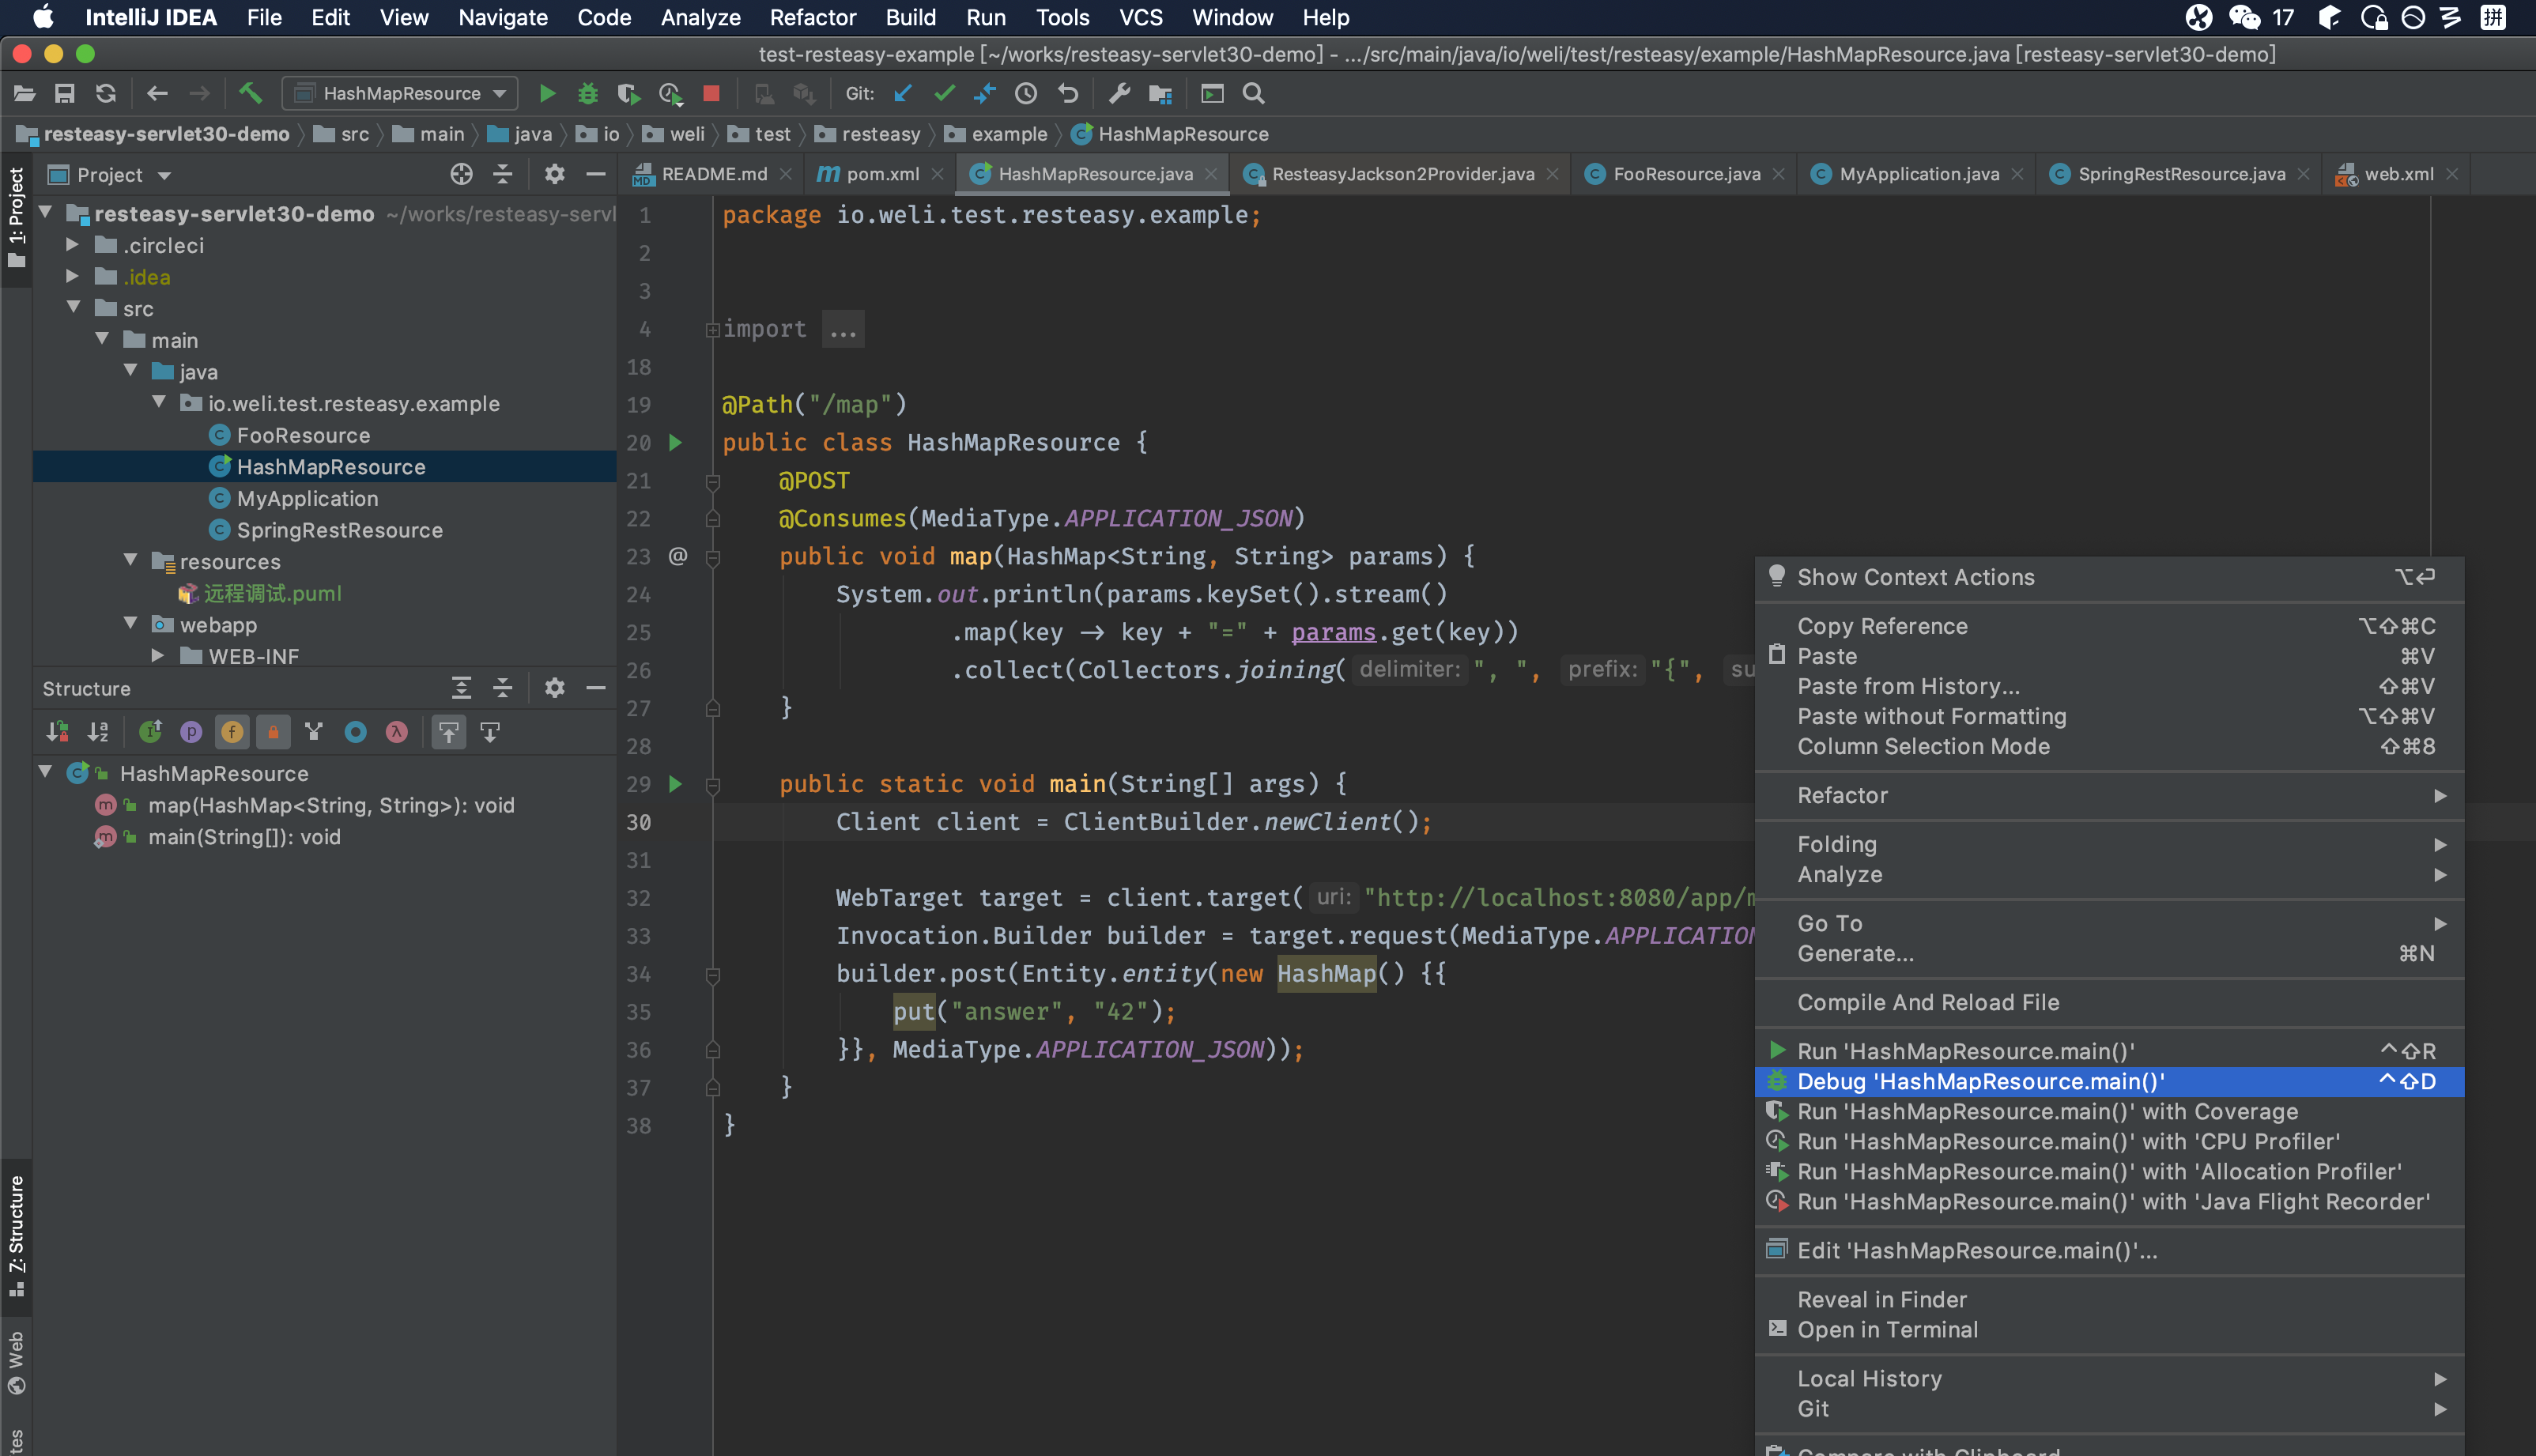 IntelliJ IDEA File Edit View Navigate Code Analyze Refactor Build Run Tools VCS Window Help 17 拼
test-resteasy-example [~/works/resteasy-servlet30-demo] - .../src/main/java/io/weli/test/resteasy/example/HashMapResource.java [resteasy-servlet30-demo]
HashMapResource Git:
resteasy-servlet30-demo src main java io weli test resteasy example HashMapResource
1: Project
Project
README.md pom.xml HashMapResource.java ResteasyJackson2Provider.java FooResource.java MyApplication.java SpringRestResource.java web.xml
resteasy-servlet30-demo ~/works/resteasy-servl
.circleci
.idea
src
main
java
io.weli.test.resteasy.example
FooResource
HashMapResource
MyApplication
SpringRestResource
resources
远程调试.puml
webapp
WEB-INF
Structure
HashMapResource
map(HashMap<String, String>): void
main(String[]): void
7: Structure
Web
tes
1 package io.weli.test.resteasy.example;
2
3
4 import ...
18
19 @Path("/map")
20 public class HashMapResource {
21 @POST
22 @Consumes(MediaType.APPLICATION_JSON)
23 @ public void map(HashMap<String, String> params) {
24 System.out.println(params.keySet().stream()
25 .map(key → key + "=" + params.get(key))
26 .collect(Collectors.joining( delimiter: ", ", prefix: "{", su
27 }
28
29 public static void main(String[] args) {
30 Client client = ClientBuilder.newClient();
31
32 WebTarget target = client.target( uri: "http://localhost:8080/app/m
33 Invocation.Builder builder = target.request(MediaType.APPLICATION
34 builder.post(Entity.entity(new HashMap() {{
35 put("answer", "42");
36 }}, MediaType.APPLICATION_JSON));
37 }
38 }
Show Context Actions ⌥⏎
Copy Reference ⌥⇧⌘C
Paste ⌘V
Paste from History... ⇧⌘V
Paste without Formatting ⌥⇧⌘V
Column Selection Mode ⇧⌘8
Refactor
Folding
Analyze
Go To
Generate... ⌘N
Compile And Reload File
Run 'HashMapResource.main()' ^⇧R
Debug 'HashMapResource.main()' ^⇧D
Run 'HashMapResource.main()' with Coverage
Run 'HashMapResource.main()' with 'CPU Profiler'
Run 'HashMapResource.main()' with 'Allocation Profiler'
Run 'HashMapResource.main()' with 'Java Flight Recorder'
Edit 'HashMapResource.main()'...
Reveal in Finder
Open in Terminal
Local History
Git
Compare with Clipboard